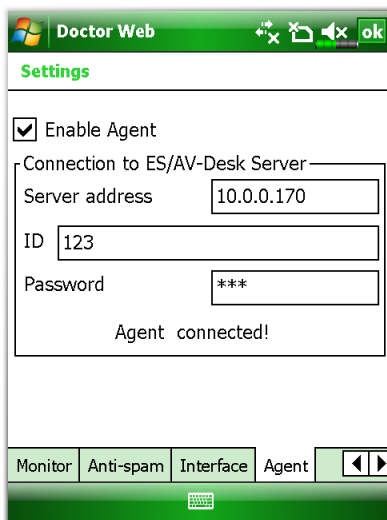 Doctor Web ok
Settings
Enable Agent
Connection to ES/AV-Desk Server
Server address 10.0.0.170
ID 123
Password ***
Agent connected!
Monitor Anti-spam Interface Agent